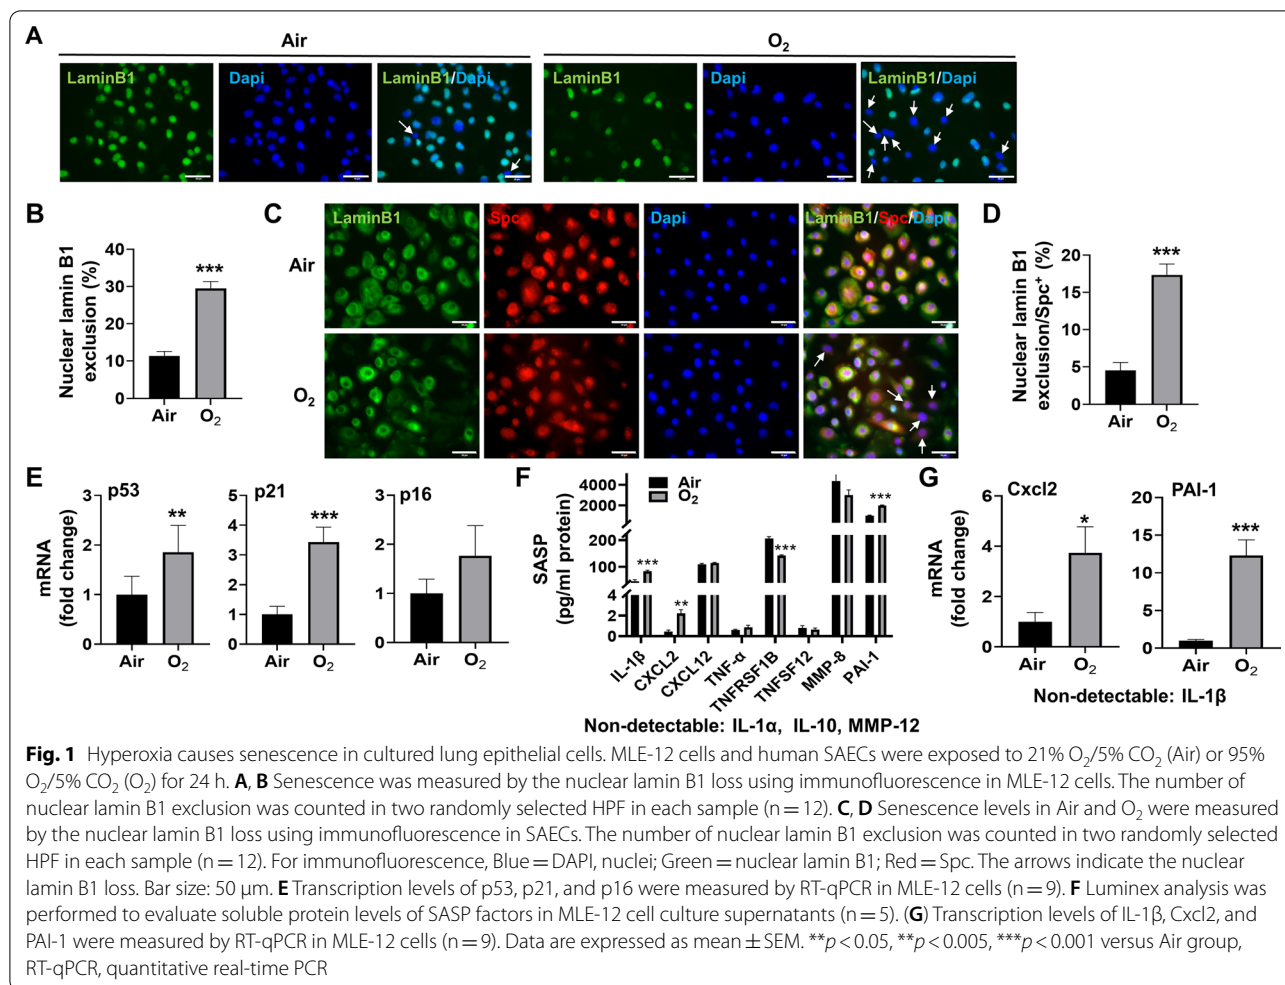 A
Air
O2
LaminB1
Dapi
LaminB1/Dapi
LaminB1
Dapi
LaminB1/Dapi
B
Nuclear lamin B1
exclusion (%)
40
30
20
10
0
***
Air
O2
C
LaminB1
Spc
Dapi
LaminB1/Spc/Dapi
Air
O2
D
Nuclear lamin B1
exclusion/Spc+ (%)
20
15
10
5
0
***
Air
O2
E
mRNA
(fold change)
p53
3
2
1
0
**
Air
O2
p21
5
4
3
2
1
0
***
Air
O2
p16
3
2
1
0
Air
O2
F
SASP
(pg/ml protein)
Air
O2
4000
2000
200
100
4
2
0
***
**
***
***
IL-1β
CXCL2
CXCL12
TNF-α
TNFRSF1B
TNFSF12
MMP-8
PAI-1
Non-detectable: IL-1α, IL-10, MMP-12
G
mRNA
(fold change)
Cxcl2
6
4
2
0
*
Air
O2
PAI-1
15
10
5
0
***
Air
O2
Non-detectable: IL-1β
Fig. 1 Hyperoxia causes senescence in cultured lung epithelial cells. MLE-12 cells and human SAECs were exposed to 21% O2/5% CO2 (Air) or 95%
O2/5% CO2 (O2) for 24 h. A, B Senescence was measured by the nuclear lamin B1 loss using immunofluorescence in MLE-12 cells. The number of
nuclear lamin B1 exclusion was counted in two randomly selected HPF in each sample (n = 12). C, D Senescence levels in Air and O2 were measured
by the nuclear lamin B1 loss using immunofluorescence in SAECs. The number of nuclear lamin B1 exclusion was counted in two randomly selected
HPF in each sample (n = 12). For immunofluorescence, Blue = DAPI, nuclei; Green = nuclear lamin B1; Red = Spc. The arrows indicate the nuclear
lamin B1 loss. Bar size: 50 μm. E Transcription levels of p53, p21, and p16 were measured by RT-qPCR in MLE-12 cells (n = 9). F Luminex analysis was
performed to evaluate soluble protein levels of SASP factors in MLE-12 cell culture supernatants (n = 5). (G) Transcription levels of IL-1β, Cxcl2, and
PAI-1 were measured by RT-qPCR in MLE-12 cells (n = 9). Data are expressed as mean ± SEM. **p < 0.05, **p < 0.005, ***p < 0.001 versus Air group,
RT-qPCR, quantitative real-time PCR